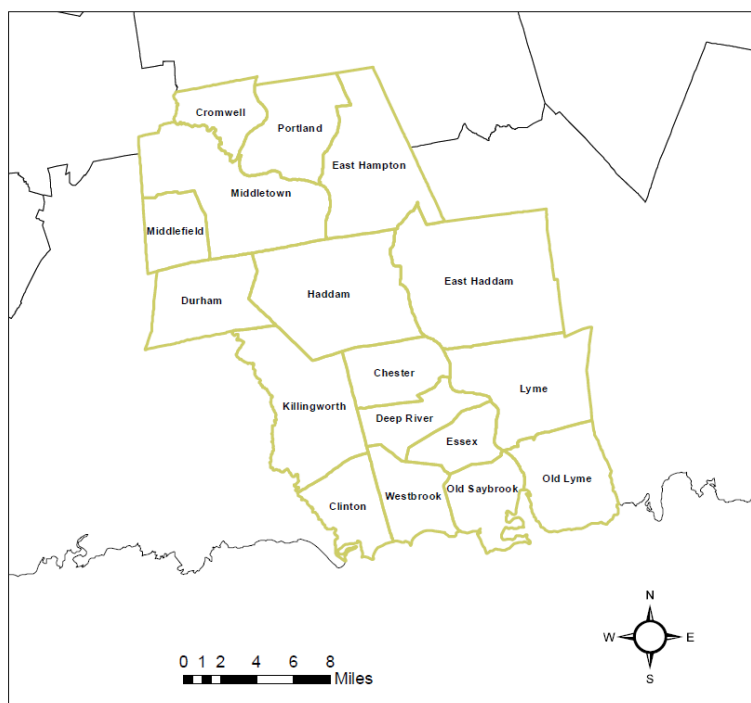 Cromwell
Portland
East Hampton
Middletown
Middlefield
East Haddam
Durham
Haddam
Chester
Lyme
Killingworth
Deep River
Essex
Old Lyme
Old Saybrook
Westbrook
Clinton
N
W E
S
0 1 2 4 6 8
Miles